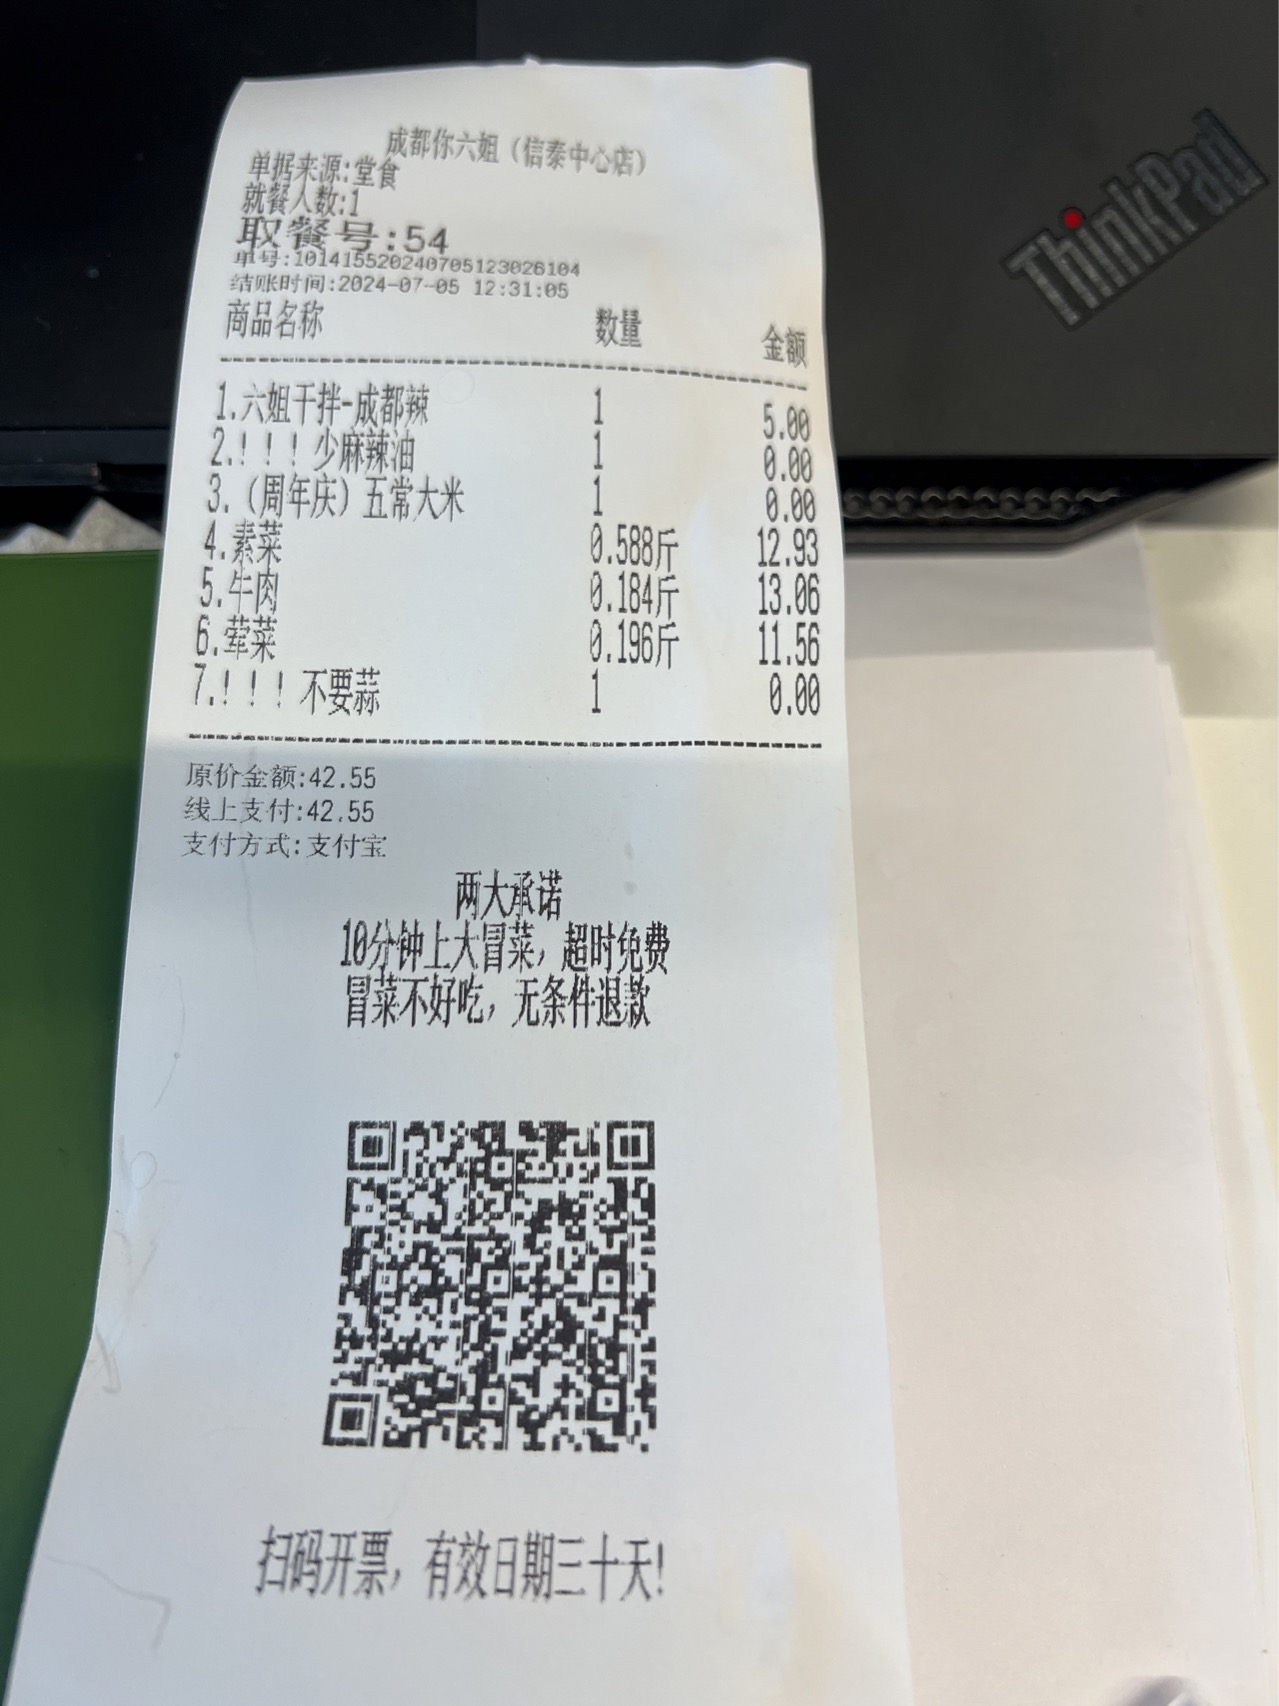 成都你六姐（信泰中心店）
单据来源:堂食
就餐人数:1
取餐号:54
单号:101415520240705123026104
结账时间:2024-07-05 12:31:05
商品名称 数量 金额
1.六姐干拌-成都辣 1 5.00
2.！！！少麻辣油 1 0.00
3.（周年庆）五常大米 1 0.00
4.素菜 0.588斤 12.93
5.牛肉 0.184斤 13.06
6.荤菜 0.196斤 11.56
7.！！！不要蒜 1 0.00
原价金额:42.55
线上支付:42.55
支付方式:支付宝
两大承诺
10分钟上大冒菜，超时免费
冒菜不好吃，无条件退款
扫码开票，有效日期三十天！
ThinkPad